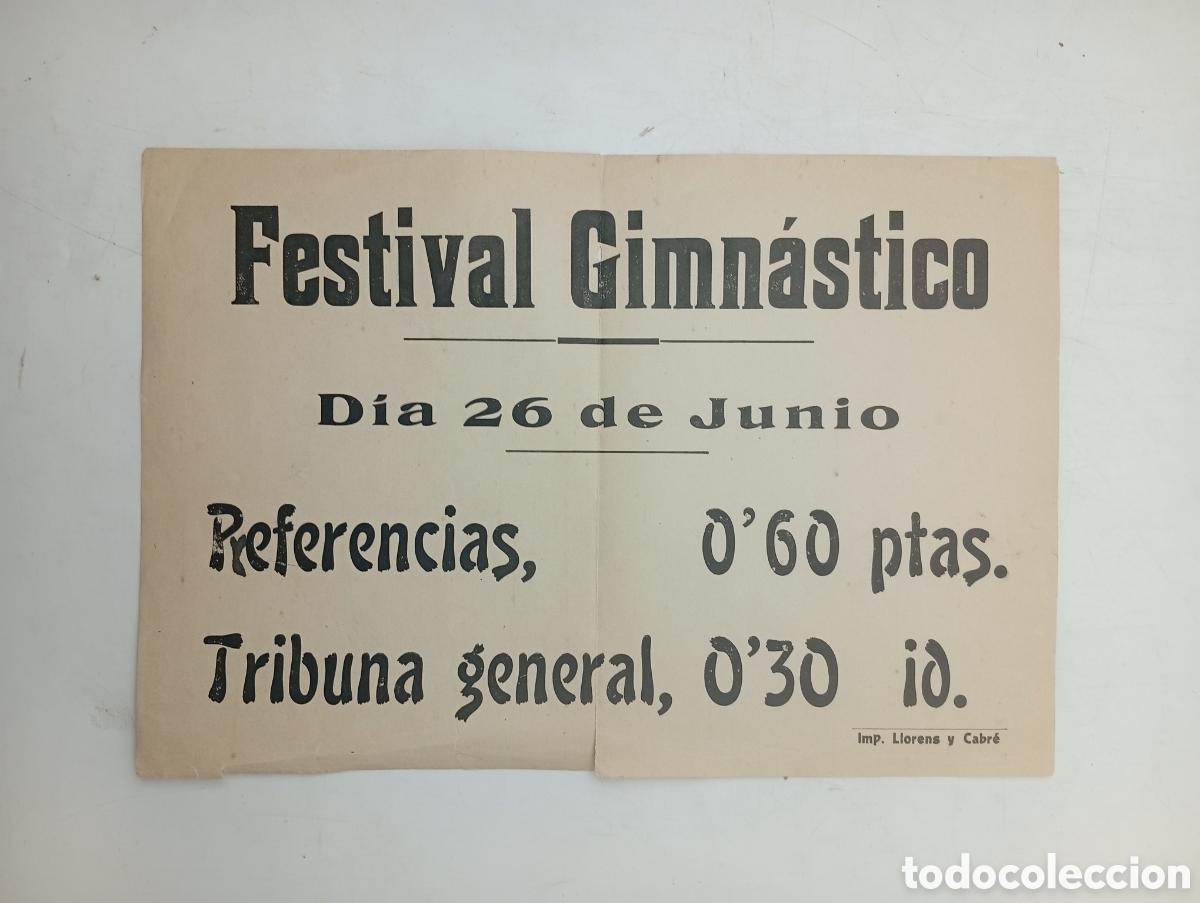 Festival Gimnástico
Día 26 de Junio
Preferencias, 0'60 ptas.
Tribuna general, 0'30 id.
Imp. Llorens y Cabré
todocoleccion